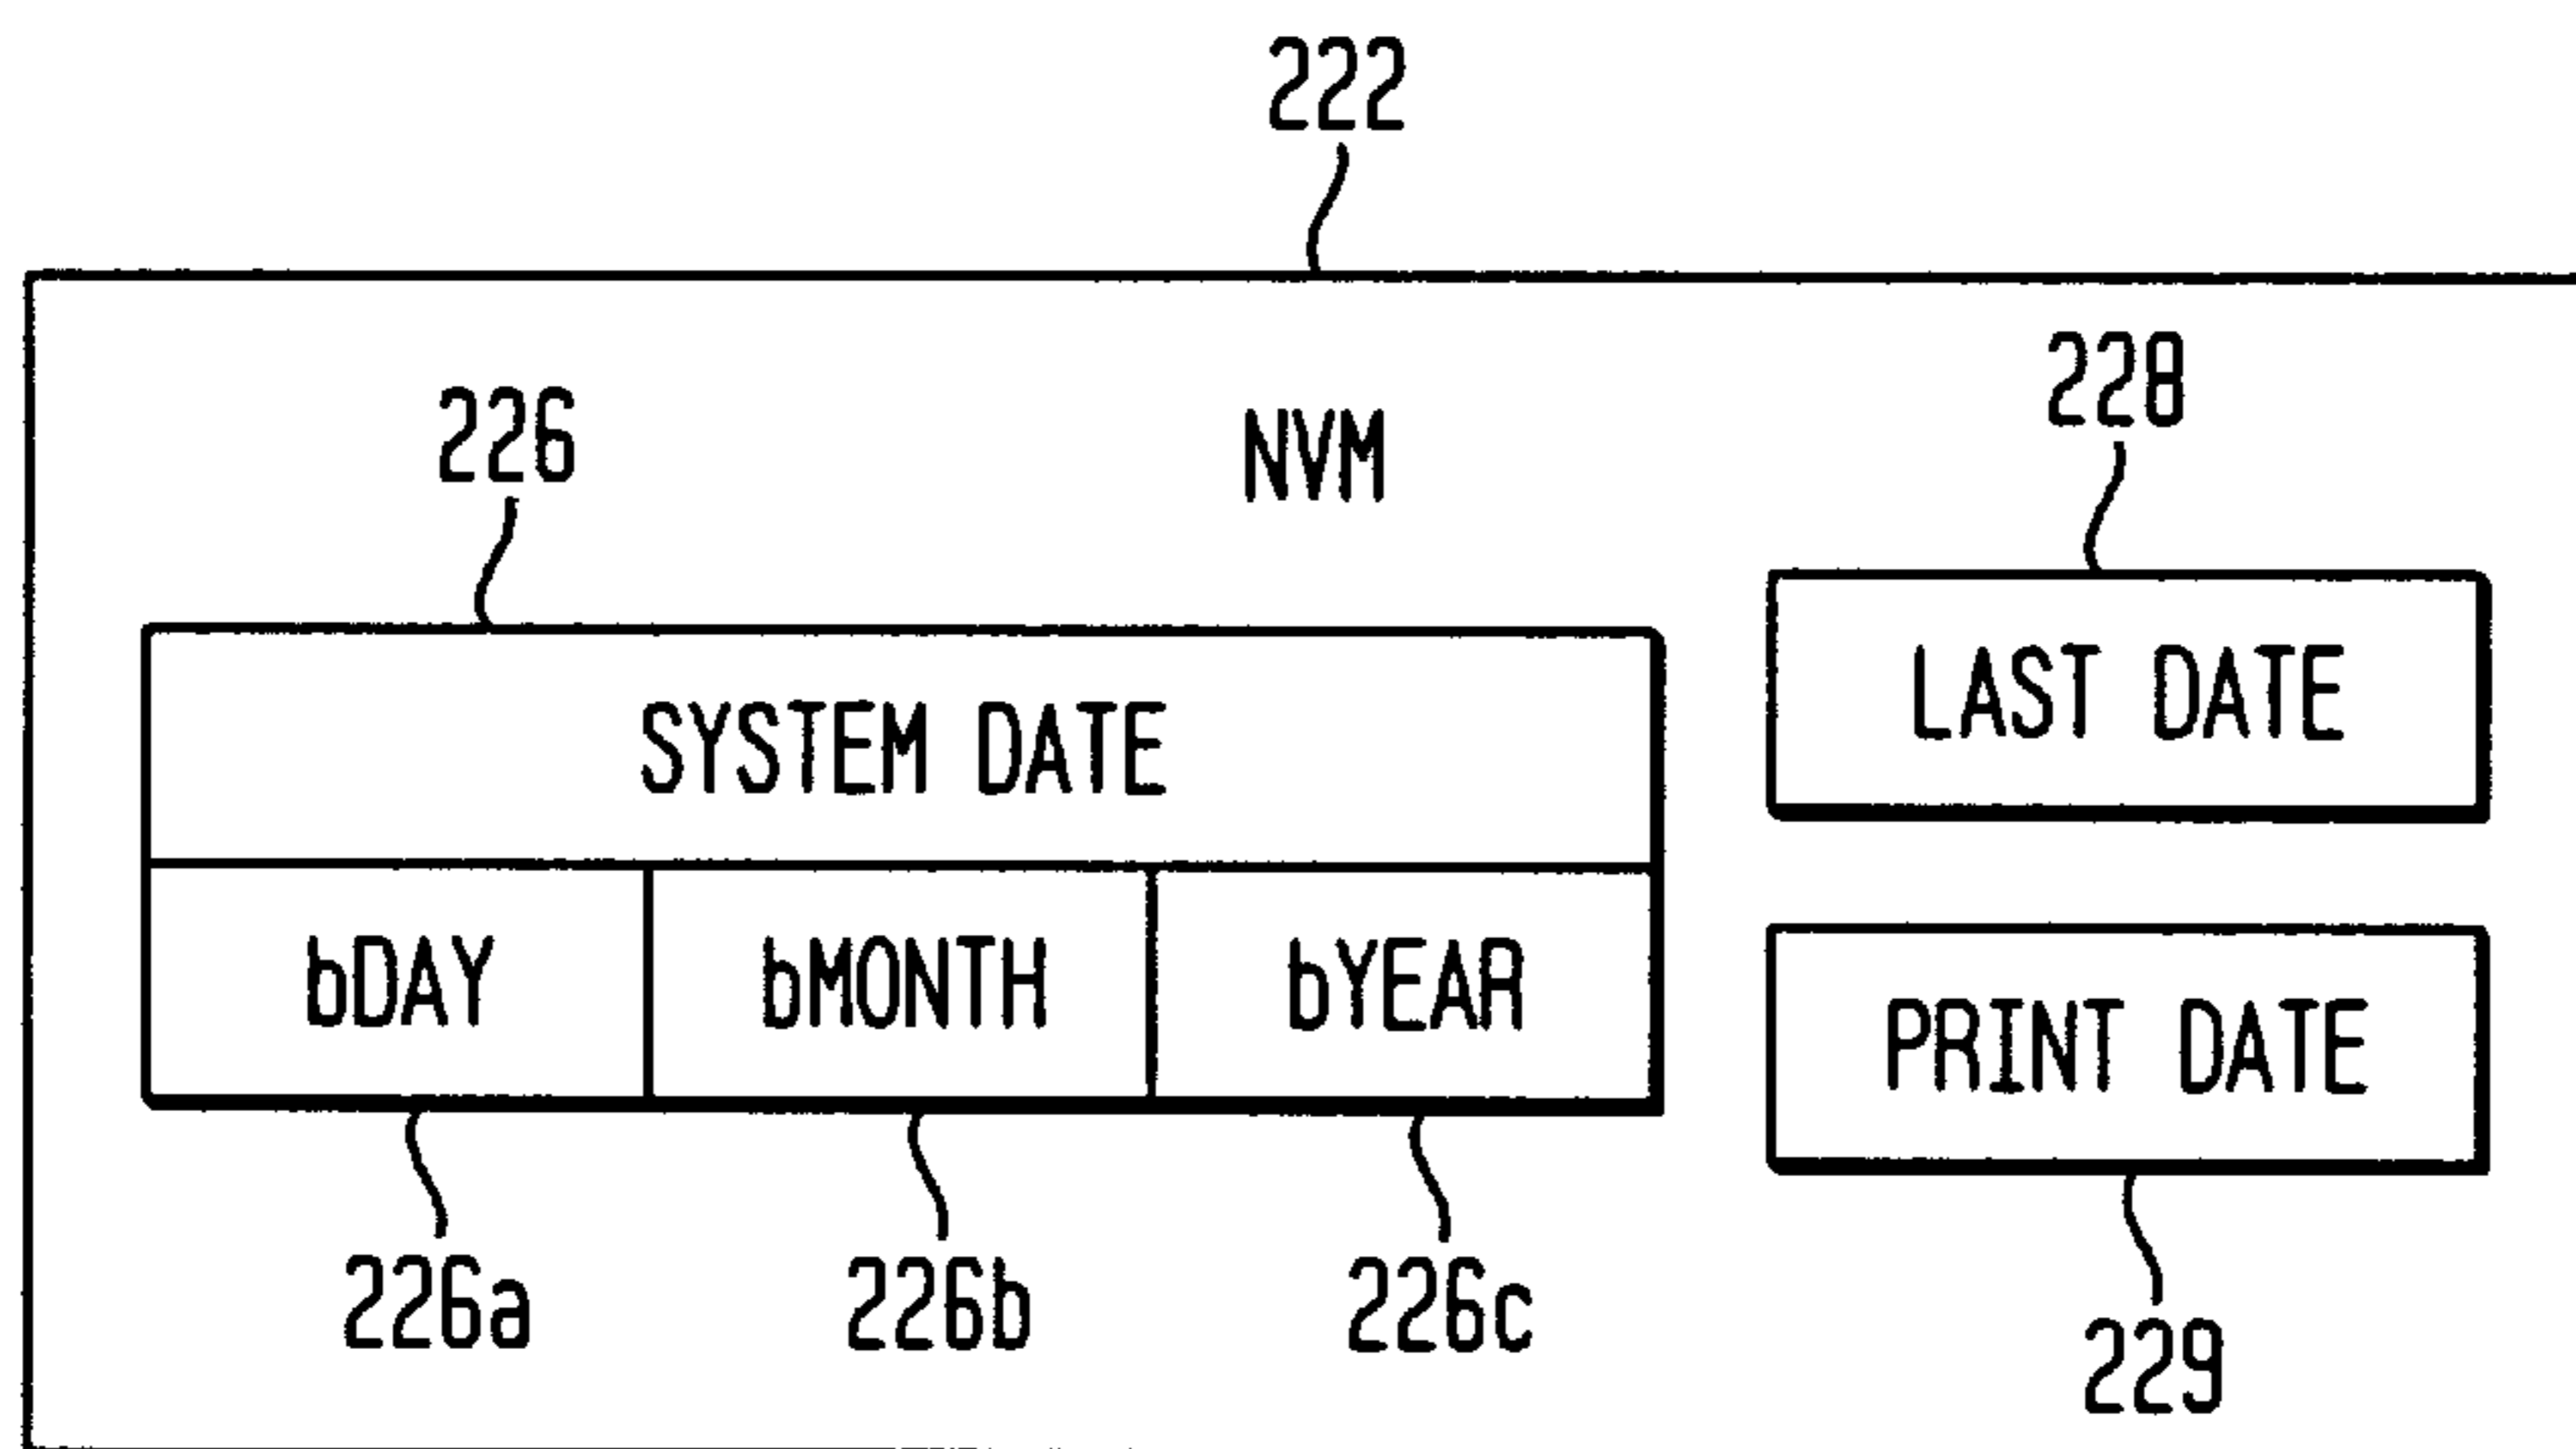 222
NVM
226
228
SYSTEM DATE
LAST DATE
bDAY bMONTH bYEAR
PRINT DATE
226a 226b 226c
229